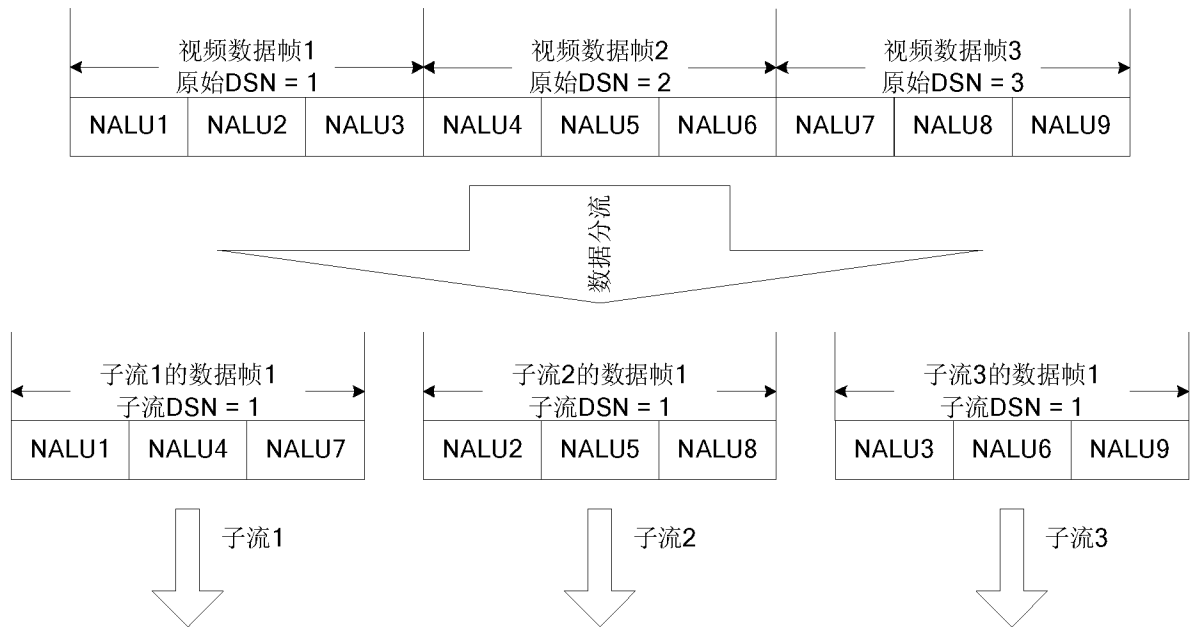 视频数据帧1
原始DSN = 1
视频数据帧2
原始DSN = 2
视频数据帧3
原始DSN = 3
NALU1 NALU2 NALU3 NALU4 NALU5 NALU6 NALU7 NALU8 NALU9
数据分流
子流1的数据帧1
子流DSN = 1
子流2的数据帧1
子流DSN = 1
子流3的数据帧1
子流DSN = 1
NALU1 NALU4 NALU7
NALU2 NALU5 NALU8
NALU3 NALU6 NALU9
子流1
子流2
子流3